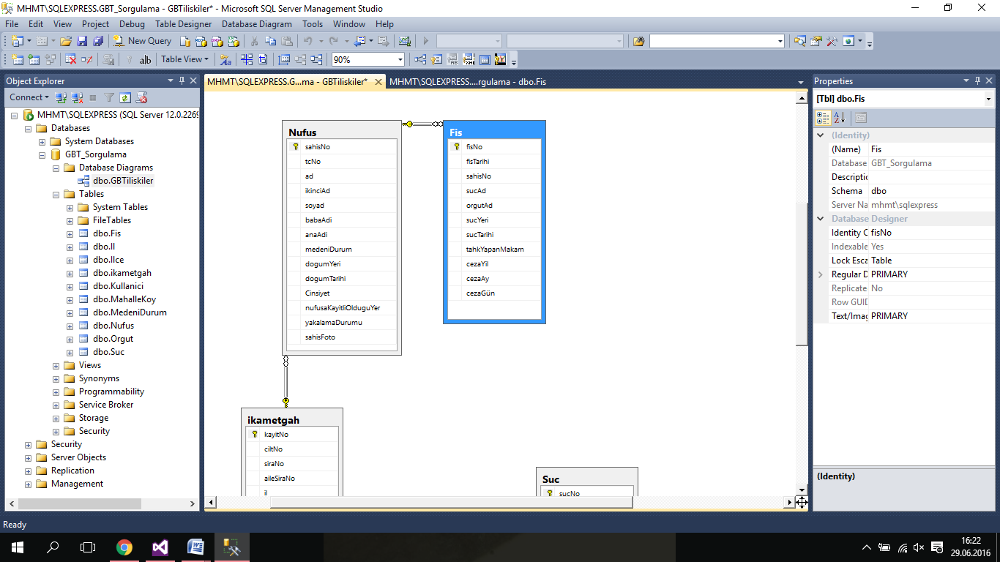 MHMT\SQLEXPRESS.GBT_Sorgulama - GBTiliskiler* - Microsoft SQL Server Management Studio
File Edit View Project Debug Table Designer Database Diagram Tools Window Help
New Query
ab| Table View 90%
Object Explorer
Connect
MHMT\SQLEXPRESS (SQL Server 12.0.2269
Databases
System Databases
GBT_Sorgulama
Database Diagrams
dbo.GBTiliskiler
Tables
System Tables
FileTables
dbo.Fis
dbo.Il
dbo.Ilce
dbo.ikametgah
dbo.Kullanici
dbo.MahalleKoy
dbo.MedeniDurum
dbo.Nufus
dbo.Orgut
dbo.Suc
Views
Synonyms
Programmability
Service Broker
Storage
Security
Security
Server Objects
Replication
Management
MHMT\SQLEXPRESS.G...ma - GBTiliskiler*
MHMT\SQLEXPRESS....rgulama - dbo.Fis
Nufus
sahisNo
tcNo
ad
ikinciAd
soyad
babaAdi
anaAdi
medeniDurum
dogumYeri
dogumTarihi
Cinsiyet
nufusaKayitliOlduguYer
yakalamaDurumu
sahisFoto
Fis
fisNo
fisTarihi
sahisNo
sucAd
orgutAd
sucYeri
sucTarihi
tahkYapanMakam
cezaYil
cezaAy
cezaGün
ikametgah
kayitNo
ciltNo
siraNo
aileSiraNo
il
Suc
sucNo
Properties
[Tbl] dbo.Fis
(Identity)
(Name) Fis
Database GBT_Sorgulama
Descriptic
Schema dbo
Server Na mhmt\sqlexpress
Database Designer
Identity C fisNo
Indexable Yes
Lock Esca Table
Regular D PRIMARY
Replicate No
Row GUID
Text/Imag PRIMARY
(Identity)
Ready
16:22
29.06.2016